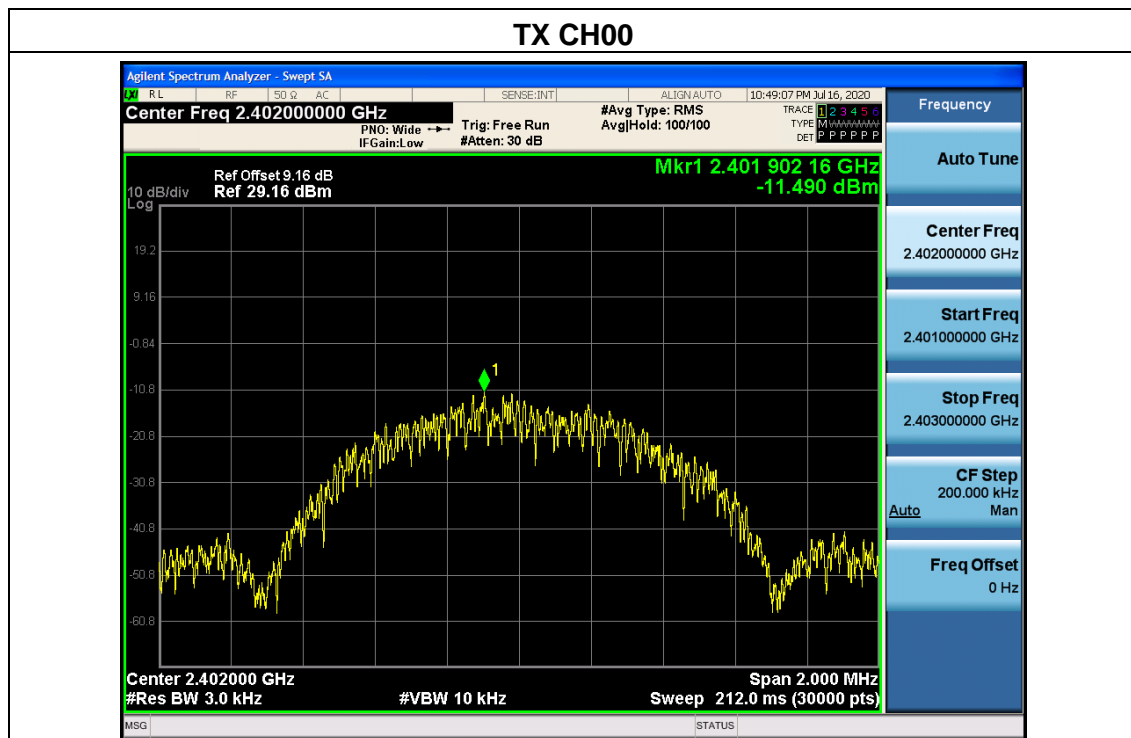 TX CH00
Agilent Spectrum Analyzer - Swept SA
LXI RL RF 50 Ω AC SENSE:INT ALIGN AUTO 10:49:07 PM Jul 16, 2020
Center Freq 2.402000000 GHz
PNO: Wide
IFGain:Low
Trig: Free Run
#Atten: 30 dB
#Avg Type: RMS
Avg|Hold: 100/100
TRACE 1 2 3 4 5 6
TYPE M WWWWW
DET P P P P P P
Mkr1 2.401 902 16 GHz
-11.490 dBm
Ref Offset 9.16 dB
10 dB/div Ref 29.16 dBm
Log
19.2
9.16
-0.84
-10.8
-20.8
-30.8
-40.8
-50.8
-60.8
1
Center 2.402000 GHz Span 2.000 MHz
#Res BW 3.0 kHz #VBW 10 kHz Sweep 212.0 ms (30000 pts)
MSG STATUS
Frequency
Auto Tune
Center Freq
2.402000000 GHz
Start Freq
2.401000000 GHz
Stop Freq
2.403000000 GHz
CF Step
200.000 kHz
Auto Man
Freq Offset
0 Hz